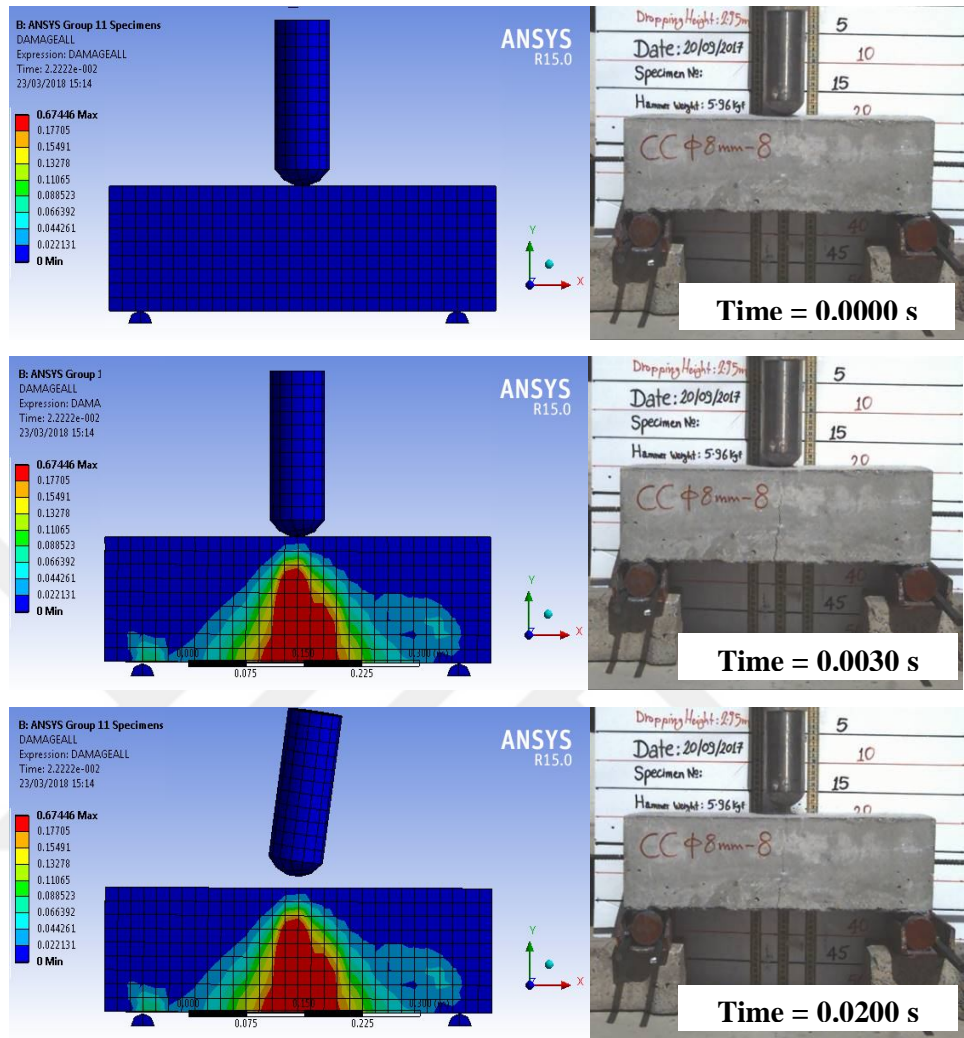 B: ANSYS Group 11 Specimens
DAMAGEALL
Expression: DAMAGEALL
Time: 2.2222e-002
23/03/2018 15:14
0.67446 Max
0.17705
0.15491
0.13278
0.11065
0.088523
0.066392
0.044261
0.022131
0 Min
ANSYS
R15.0
Y
X
Dropping Height: 2.95m
Date: 20/09/2017
Specimen No:
Hammer Weight: 5.96 Kgf
5
10
15
20
CC ϕ8mm-8
40
45
Time = 0.0000 s
B: ANSYS Group 1
DAMAGEALL
Expression: DAMA
Time: 2.2222e-002
23/03/2018 15:14
0.67446 Max
0.17705
0.15491
0.13278
0.11065
0.088523
0.066392
0.044261
0.022131
0 Min
ANSYS
R15.0
0.000
0.150
0.300
0.075
0.225
Y
X
Dropping Height: 2.95m
Date: 20/09/2017
Specimen No:
Hammer Weight: 5.96 Kgf
5
10
15
20
CC ϕ8mm-8
40
45
Time = 0.0030 s
B: ANSYS Group 11 Specimens
DAMAGEALL
Expression: DAMAGEALL
Time: 2.2222e-002
23/03/2018 15:14
0.67446 Max
0.17705
0.15491
0.13278
0.11065
0.088523
0.066392
0.044261
0.022131
0 Min
ANSYS
R15.0
0.000
0.150
0.300
0.075
0.225
Y
X
Dropping Height: 2.95m
Date: 20/09/2017
Specimen No:
Hammer Weight: 5.96 Kgf
5
10
15
20
CC ϕ8mm-8
40
45
Time = 0.0200 s